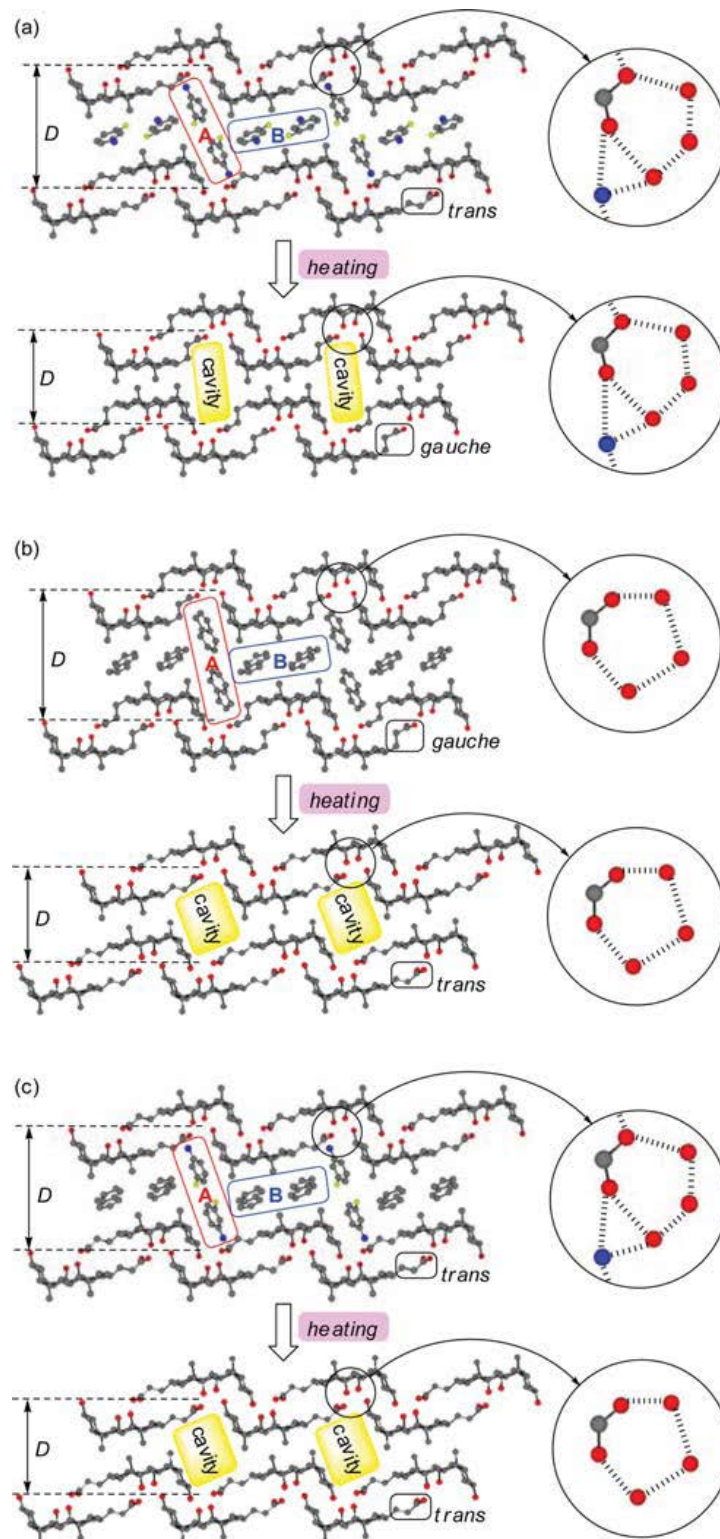 (a)
D
A
B
trans
heating
D
cavity
cavity
gauche
(b)
D
A
B
gauche
heating
D
cavity
cavity
trans
(c)
D
A
B
trans
heating
D
cavity
cavity
trans